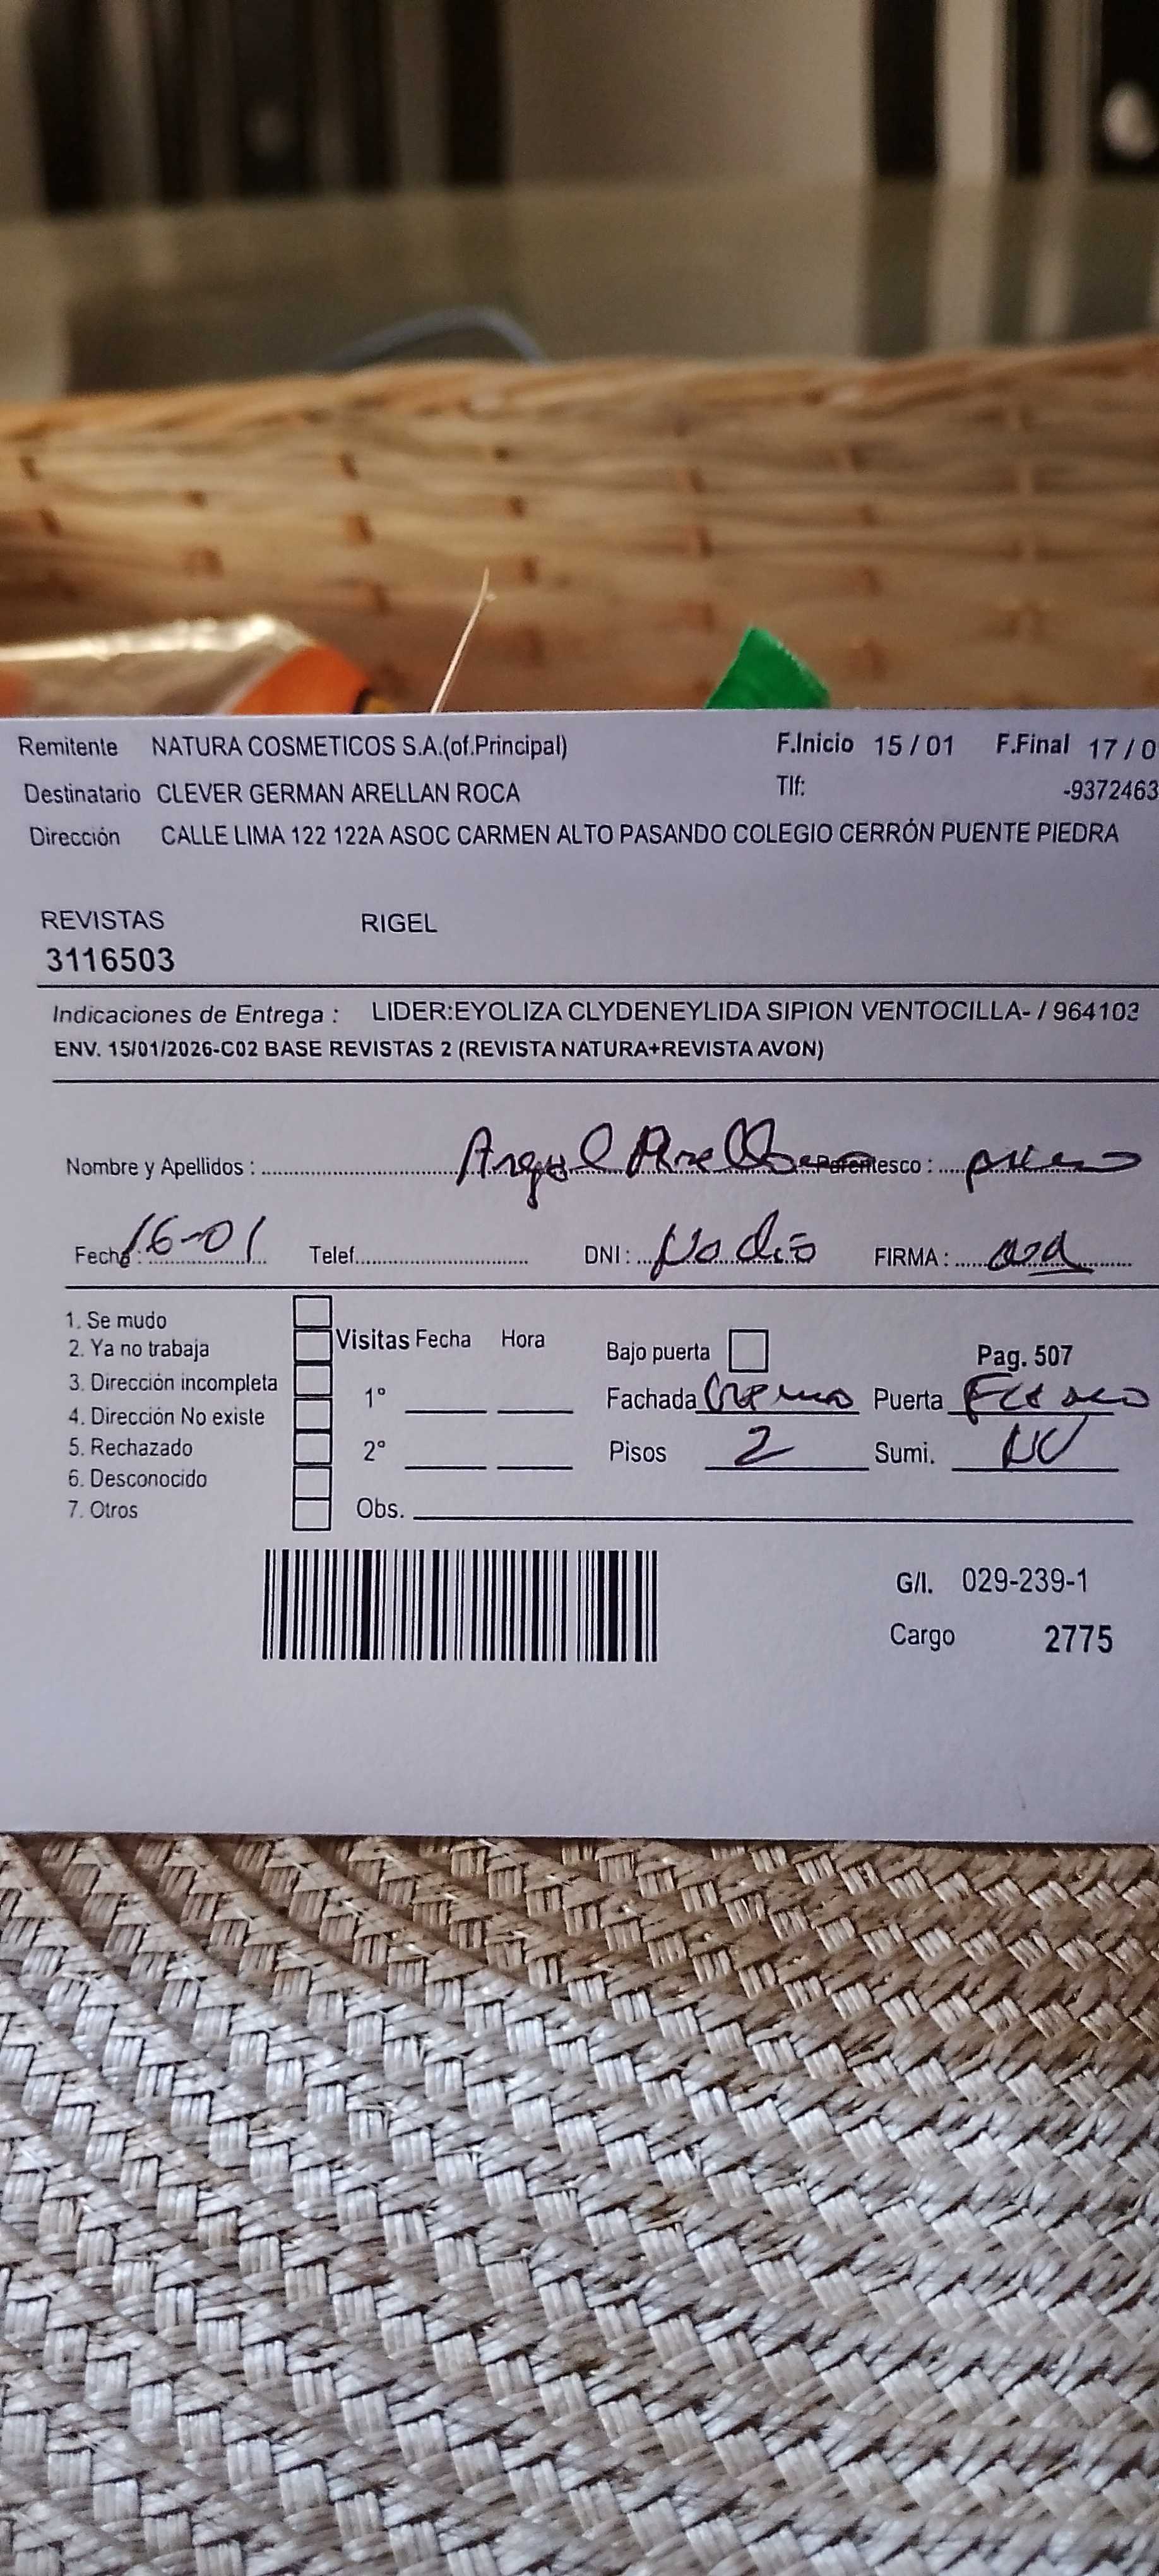 Remitente NATURA COSMETICOS S.A.(of.Principal) F.Inicio 15 / 01 F.Final 17 / 0
Destinatario CLEVER GERMAN ARELLAN ROCA Tlf: -9372463
Dirección CALLE LIMA 122 122A ASOC CARMEN ALTO PASANDO COLEGIO CERRÓN PUENTE PIEDRA
REVISTAS RIGEL
3116503
Indicaciones de Entrega : LIDER:EYOLIZA CLYDENEYLIDA SIPION VENTOCILLA- / 964103
ENV. 15/01/2026-C02 BASE REVISTAS 2 (REVISTA NATURA+REVISTA AVON)
Nombre y Apellidos : Angel Parentesco :
Fecha : 16-01 Telef. DNI : No dio FIRMA :
1. Se mudo
2. Ya no trabaja
3. Dirección incompleta
4. Dirección No existe
5. Rechazado
6. Desconocido
7. Otros
Visitas Fecha Hora
1°
2°
Obs.
Bajo puerta Pag. 507
Fachada Puerta
Pisos 2 Sumi.
G/I. 029-239-1
Cargo 2775